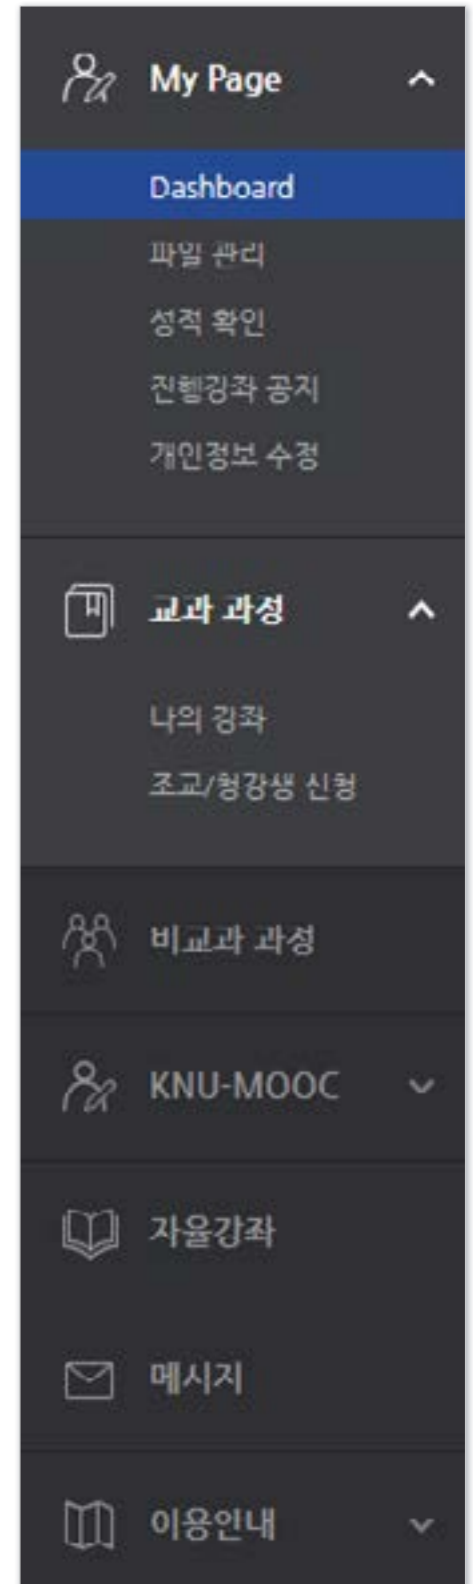 My Page
Dashboard
파일 관리
성적 확인
진행강좌 공지
개인정보 수정
교과 과정
나의 강좌
조교/청강생 신청
비교과 과정
KNU-MOOC
자율강좌
메시지
이용안내